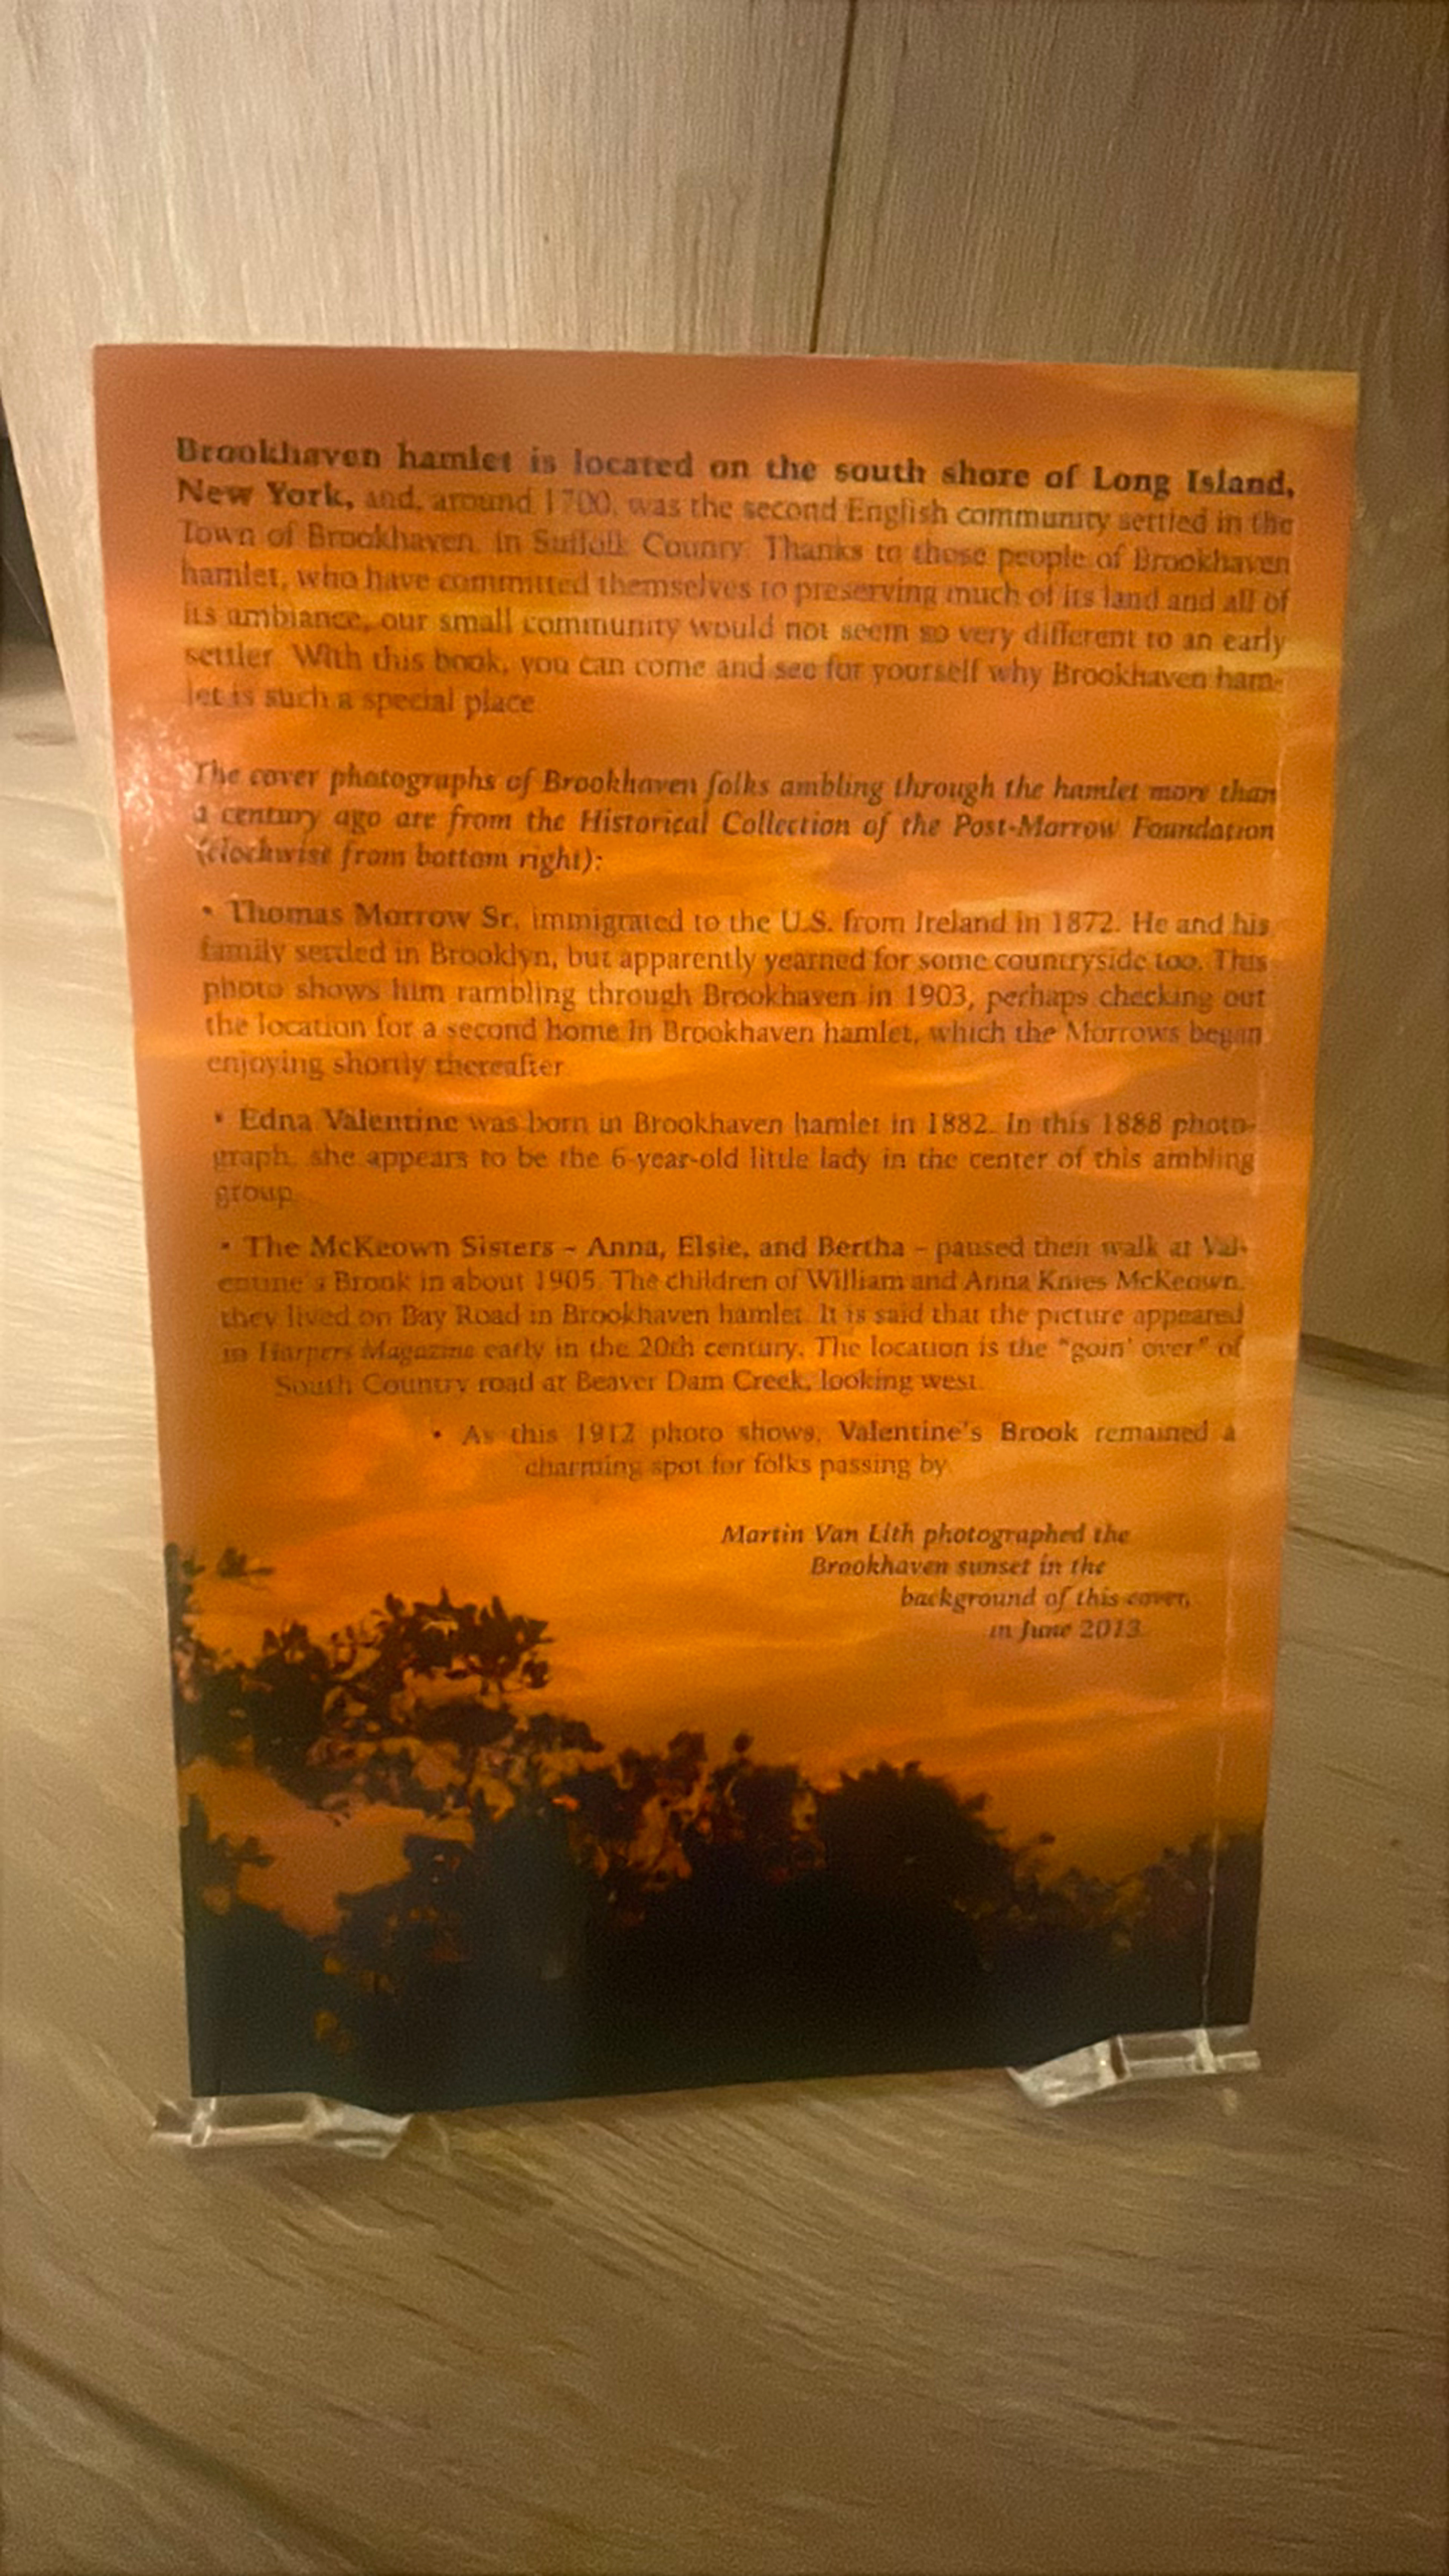 Brookhaven hamlet is located on the south shore of Long Island,
New York, and, around 1700, was the second English community settled in the
Town of Brookhaven, in Suffolk County. Thanks to those people of Brookhaven
hamlet, who have committed themselves to preserving much of its land and all of
its ambiance, our small community would not seem so very different to an early
settler. With this book, you can come and see for yourself why Brookhaven ham-
let is such a special place.
The cover photographs of Brookhaven folks ambling through the hamlet more than
a century ago are from the Historical Collection of the Post-Morrow Foundation
(clockwise from bottom right):
• Thomas Morrow Sr. immigrated to the U.S. from Ireland in 1872. He and his
family settled in Brooklyn, but apparently yearned for some countryside too. This
photo shows him rambling through Brookhaven in 1903, perhaps checking out
the location for a second home in Brookhaven hamlet, which the Morrows began
enjoying shortly thereafter.
• Edna Valentine was born in Brookhaven hamlet in 1882. In this 1888 photo-
graph, she appears to be the 6-year-old little lady in the center of this ambling
group.
• The McKeown Sisters – Anna, Elsie, and Bertha – paused their walk at Val-
entine's Brook in about 1905. The children of William and Anna Knies McKeown,
they lived on Bay Road in Brookhaven hamlet. It is said that the picture appeared
in Harpers Magazine early in the 20th century. The location is the "goin' over" of
South Country road at Beaver Dam Creek, looking west.
• As this 1912 photo shows, Valentine's Brook remained a
charming spot for folks passing by.
Martin Van Lith photographed the
Brookhaven sunset in the
background of this cover,
in June 2013.